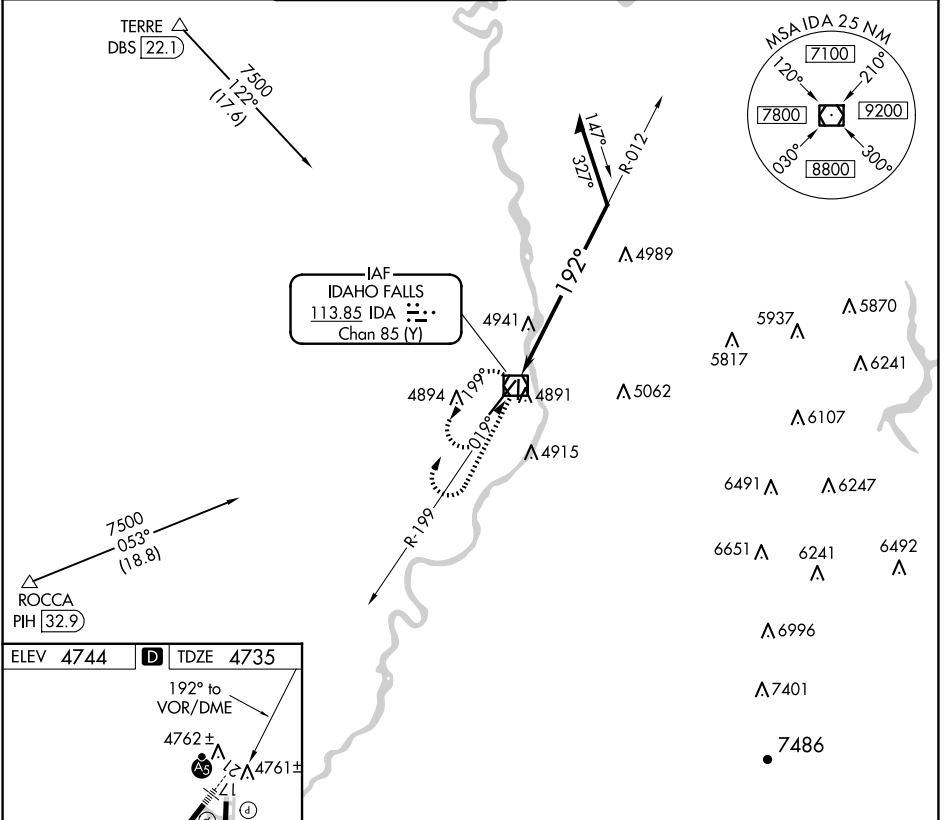 TERRE
DBS 22.1
7500
122°
(17.6)
MSA IDA 25 NM
7100
120°
210°
7800
9200
030°
300°
8800
147°
327°
R-012
192°
4989
IAF
IDAHO FALLS
113.85 IDA
Chan 85 (Y)
4941
5937
5870
5817
6241
4894
199°
4891
5062
019°
6107
4915
6491
6247
R-199
7500
053°
(18.8)
6651
6241
6492
ROCCA
PIH 32.9
6996
ELEV 4744 D TDZE 4735
7401
192° to
VOR/DME
7486
4762 ±
A5
21
4761±
17
P
P